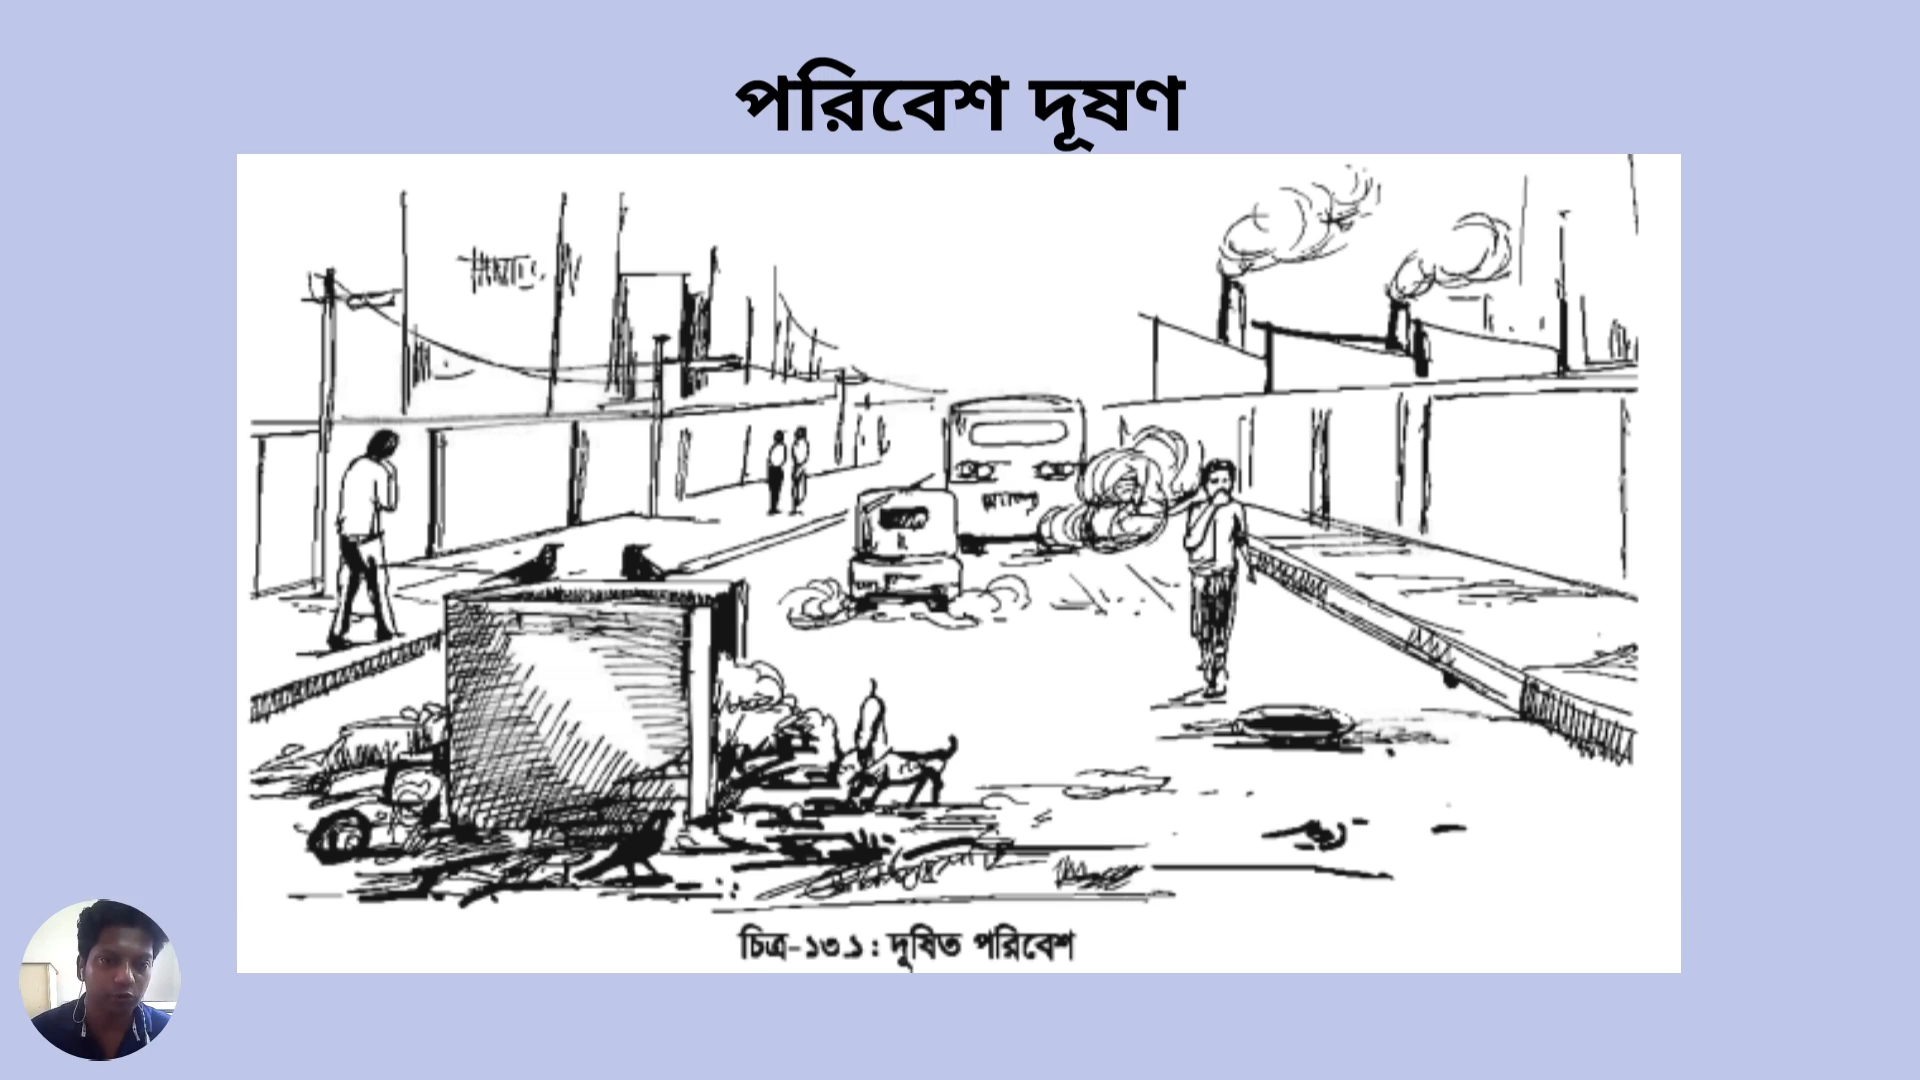 পরিবেশ দূষণ
চিত্র-১৩.১: দূষিত পরিবেশ